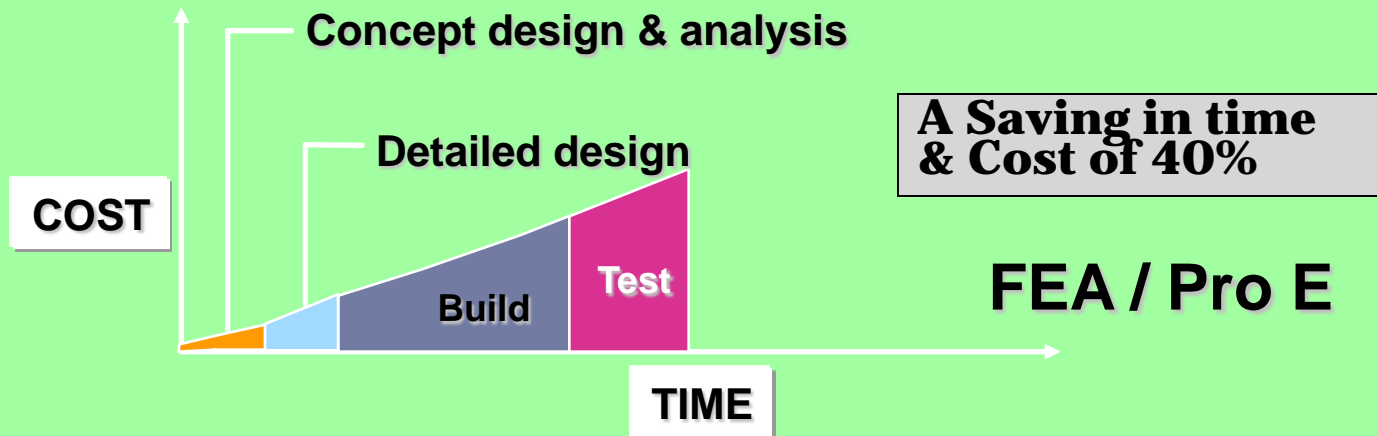 Concept design & analysis
A Saving in time
& Cost of 40%
Detailed design
COST
FEA / Pro E
Test
Build
TIME